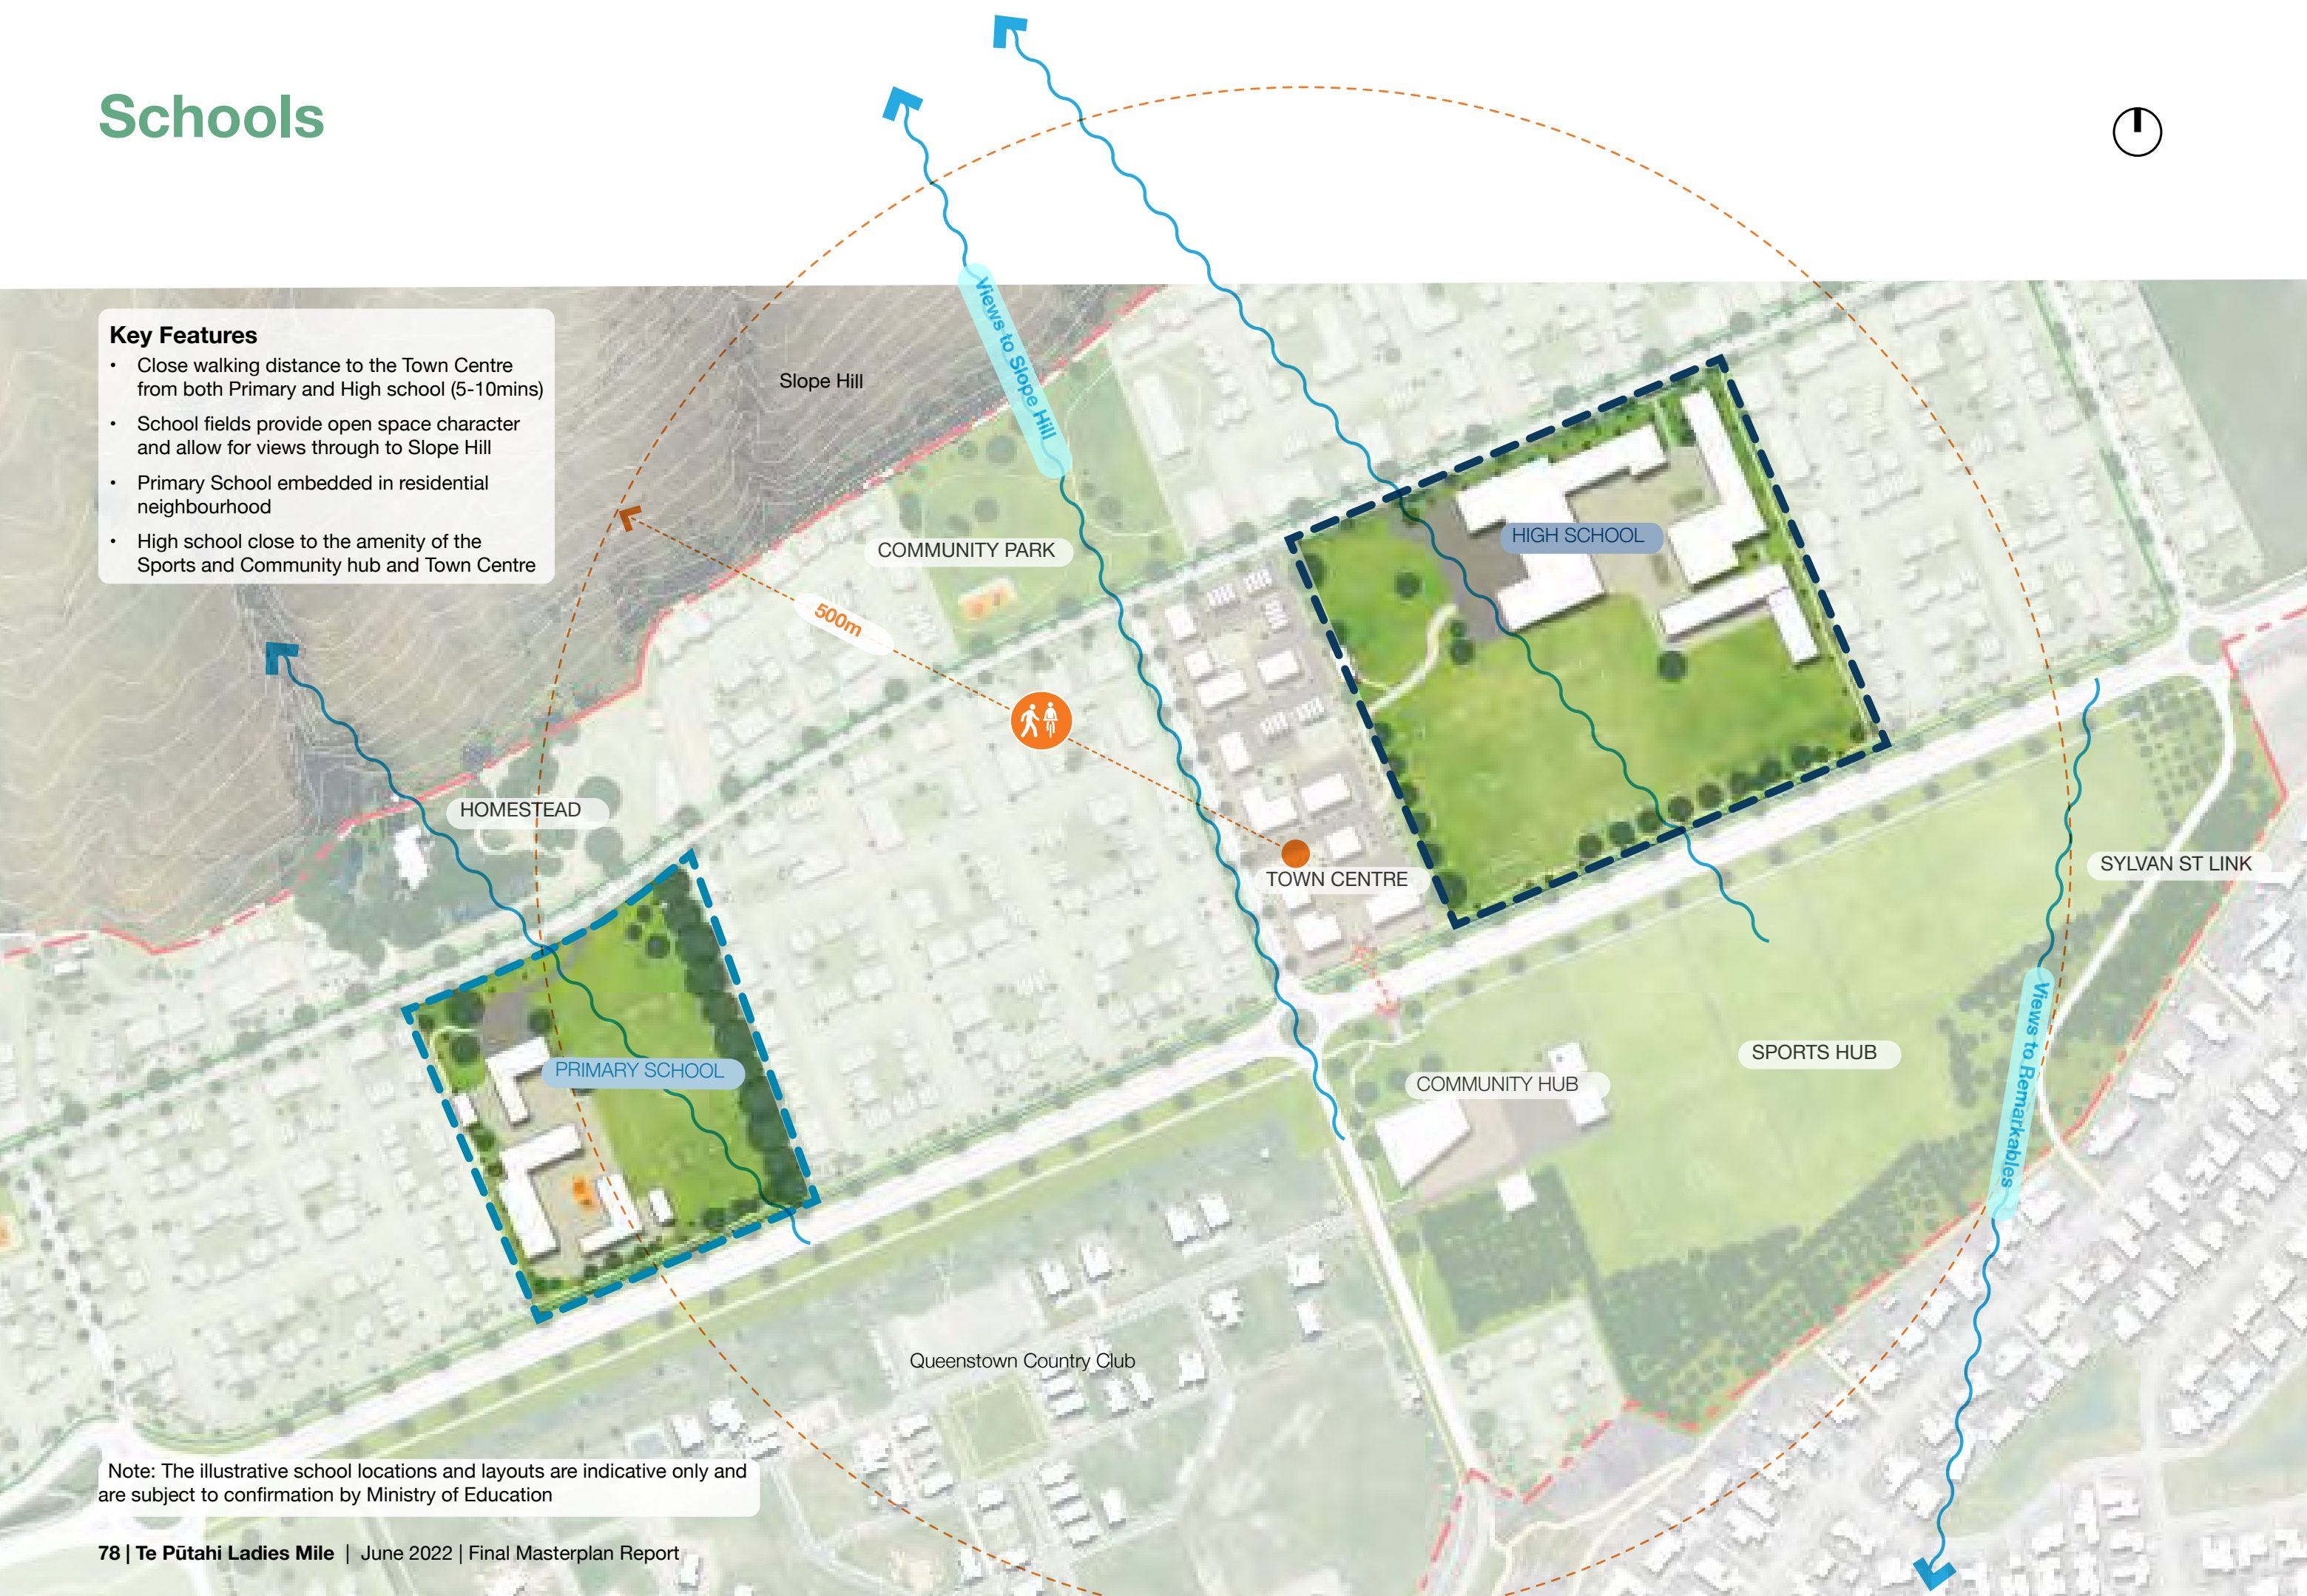 Schools
Key Features
• Close walking distance to the Town Centre
from both Primary and High school (5-10mins)
• School fields provide open space character
and allow for views through to Slope Hill
• Primary School embedded in residential
neighbourhood
• High school close to the amenity of the
Sports and Community hub and Town Centre
Slope Hill
Views to Slope Hill
COMMUNITY PARK
HIGH SCHOOL
500m
HOMESTEAD
TOWN CENTRE
SYLVAN ST LINK
PRIMARY SCHOOL
COMMUNITY HUB
SPORTS HUB
Views to Remarkables
Queenstown Country Club
Note: The illustrative school locations and layouts are indicative only and
are subject to confirmation by Ministry of Education
78 | Te Pūtahi Ladies Mile | June 2022 | Final Masterplan Report